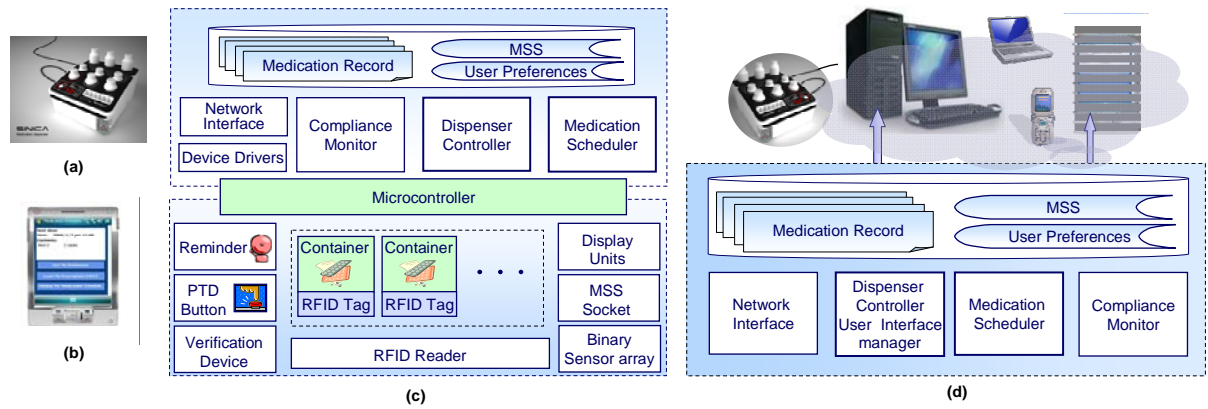 SINICA
(a)
(b)
Medication Record
MSS
User Preferences
Network
Interface
Device Drivers
Compliance
Monitor
Dispenser
Controller
Medication
Scheduler
Microcontroller
Reminder
PTD
Button
Verification
Device
Container
RFID Tag
Container
RFID Tag
. . .
RFID Reader
Display
Units
MSS
Socket
Binary
Sensor array
(c)
Medication Record
MSS
User Preferences
Network
Interface
Dispenser
Controller
User Interface
manager
Medication
Scheduler
Compliance
Monitor
(d)